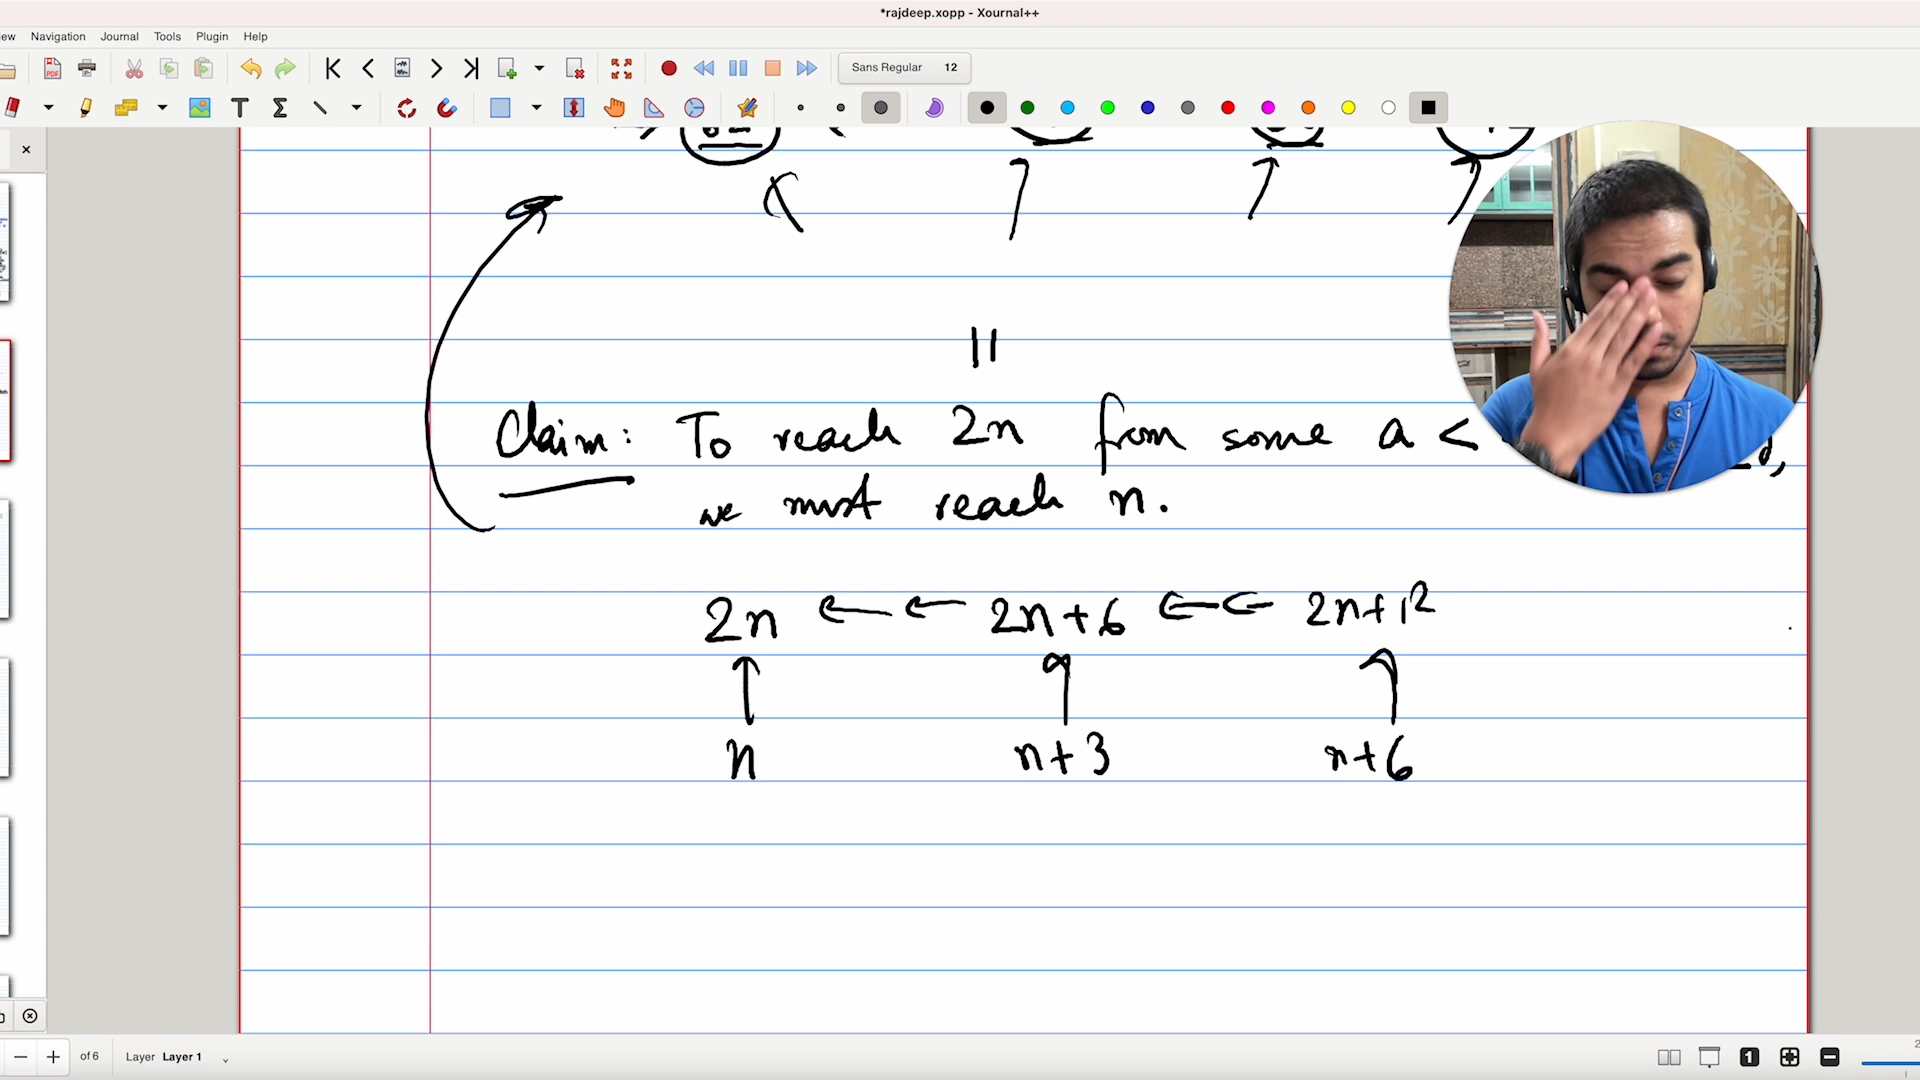 *rajdeep.xopp - Xournal++
ew Navigation Journal Tools Plugin Help
Sans Regular 12
Claim: To reach 2n from some a <
we must reach n.
2n ← ← 2n+6 ← ← 2n+12
↑ ↑ ↑
n n+3 n+6
of 6 Layer Layer 1